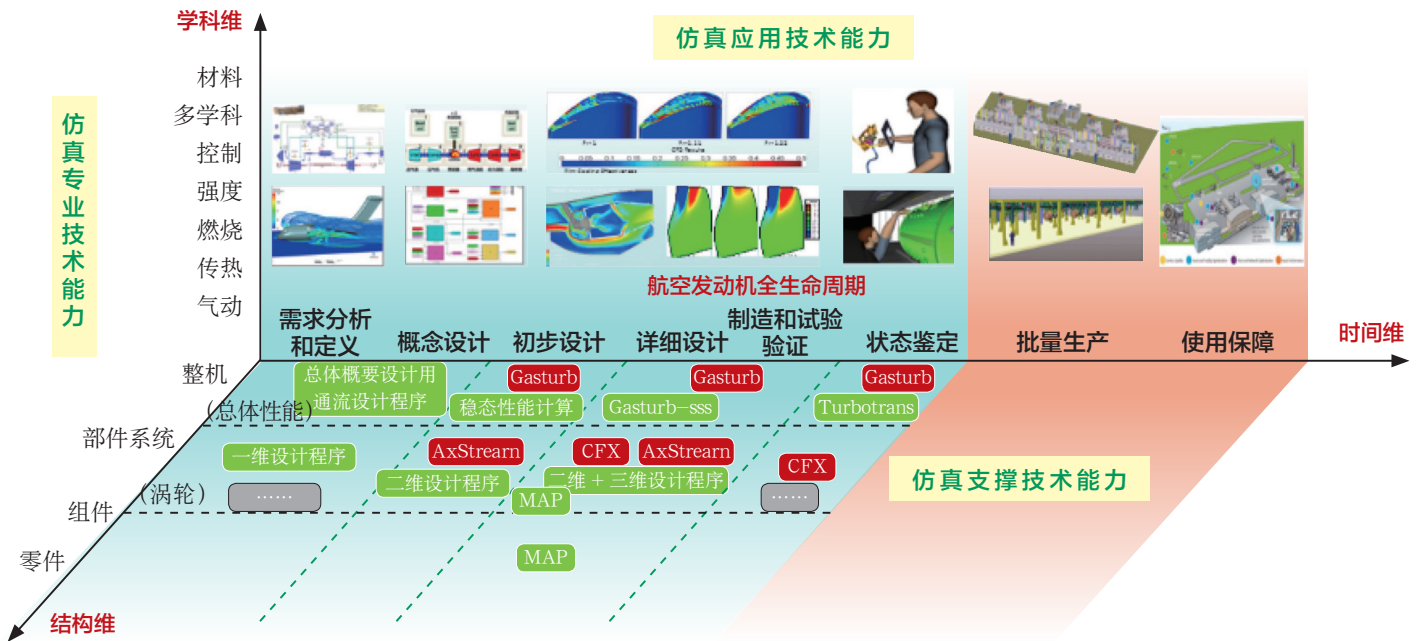 学科维
仿真应用技术能力
仿真专业技术能力
材料
多学科
控制
强度
燃烧
传热
气动
航空发动机全生命周期
需求分析
和定义
概念设计
初步设计
详细设计
制造和试验
验证
状态鉴定
批量生产
使用保障
时间维
整机
总体概要设计用
通流设计程序
Gasturb
Gasturb
Gasturb
(总体性能)
稳态性能计算
Gasturb-sss
Turbotrans
部件系统
一维设计程序
AxStrearn
CFX
AxStrearn
CFX
二维设计程序
二维 + 三维设计程序
仿真支撑技术能力
(涡轮)
……
MAP
……
组件
零件
MAP
结构维